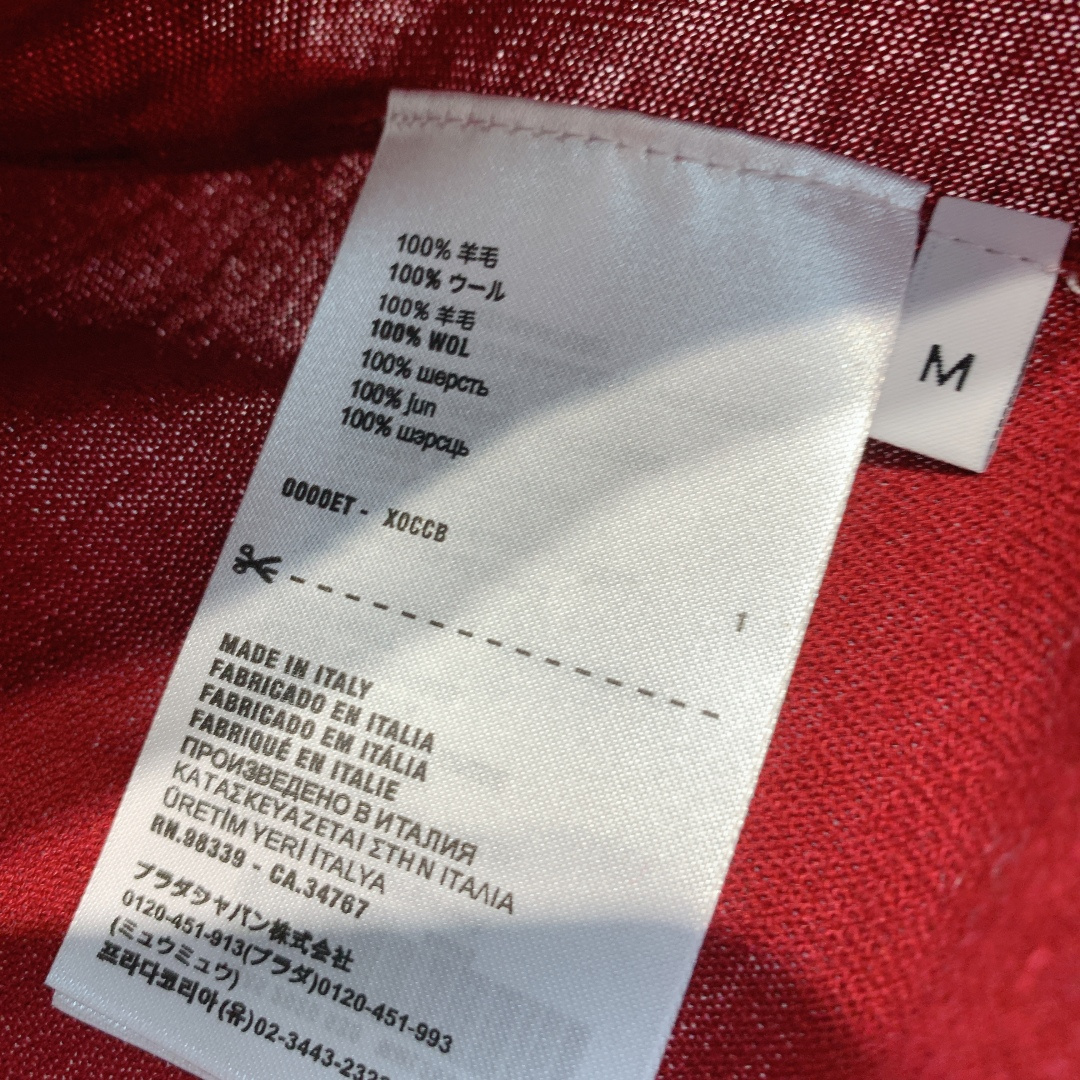 100% 羊毛
100% ウール
100% 羊毛
100% WOL
100% шерсть
100% jun
100% шэрсць
M
0000ET - X0CCB
1
MADE IN ITALY
FABRICADO EN ITALIA
FABRICADO EM ITÁLIA
FABRIQUÉ EN ITALIE
ПРОИЗВЕДЕНО В ИТАЛИЯ
ΚΑΤΑΣΚΕΥΑΖΕΤΑΙ ΣΤΗ Ν ΙΤΑΛΙΑ
ÜRETİM YERİ İTALYA
RN.98339 - CA.34767
プラダジャパン株式会社
0120-451-913(プラダ)0120-451-993
(ミュウミュウ)
프라다코리아(유)02-3443-232